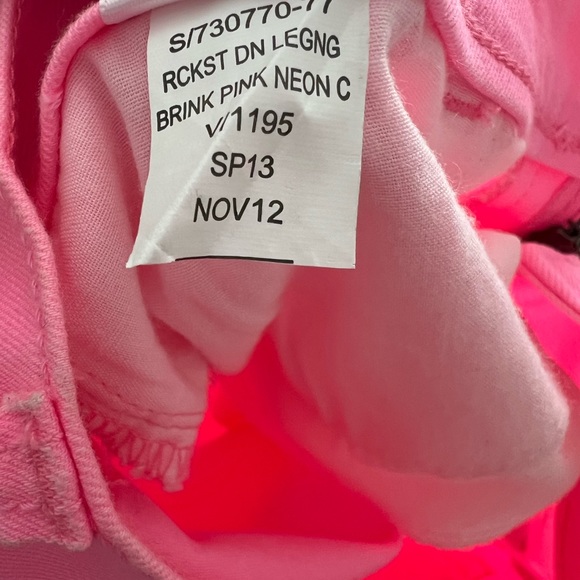 S/730770-77
RCKST DN LEGNG
BRINK PINK NEON C
V/1195
SP13
NOV12